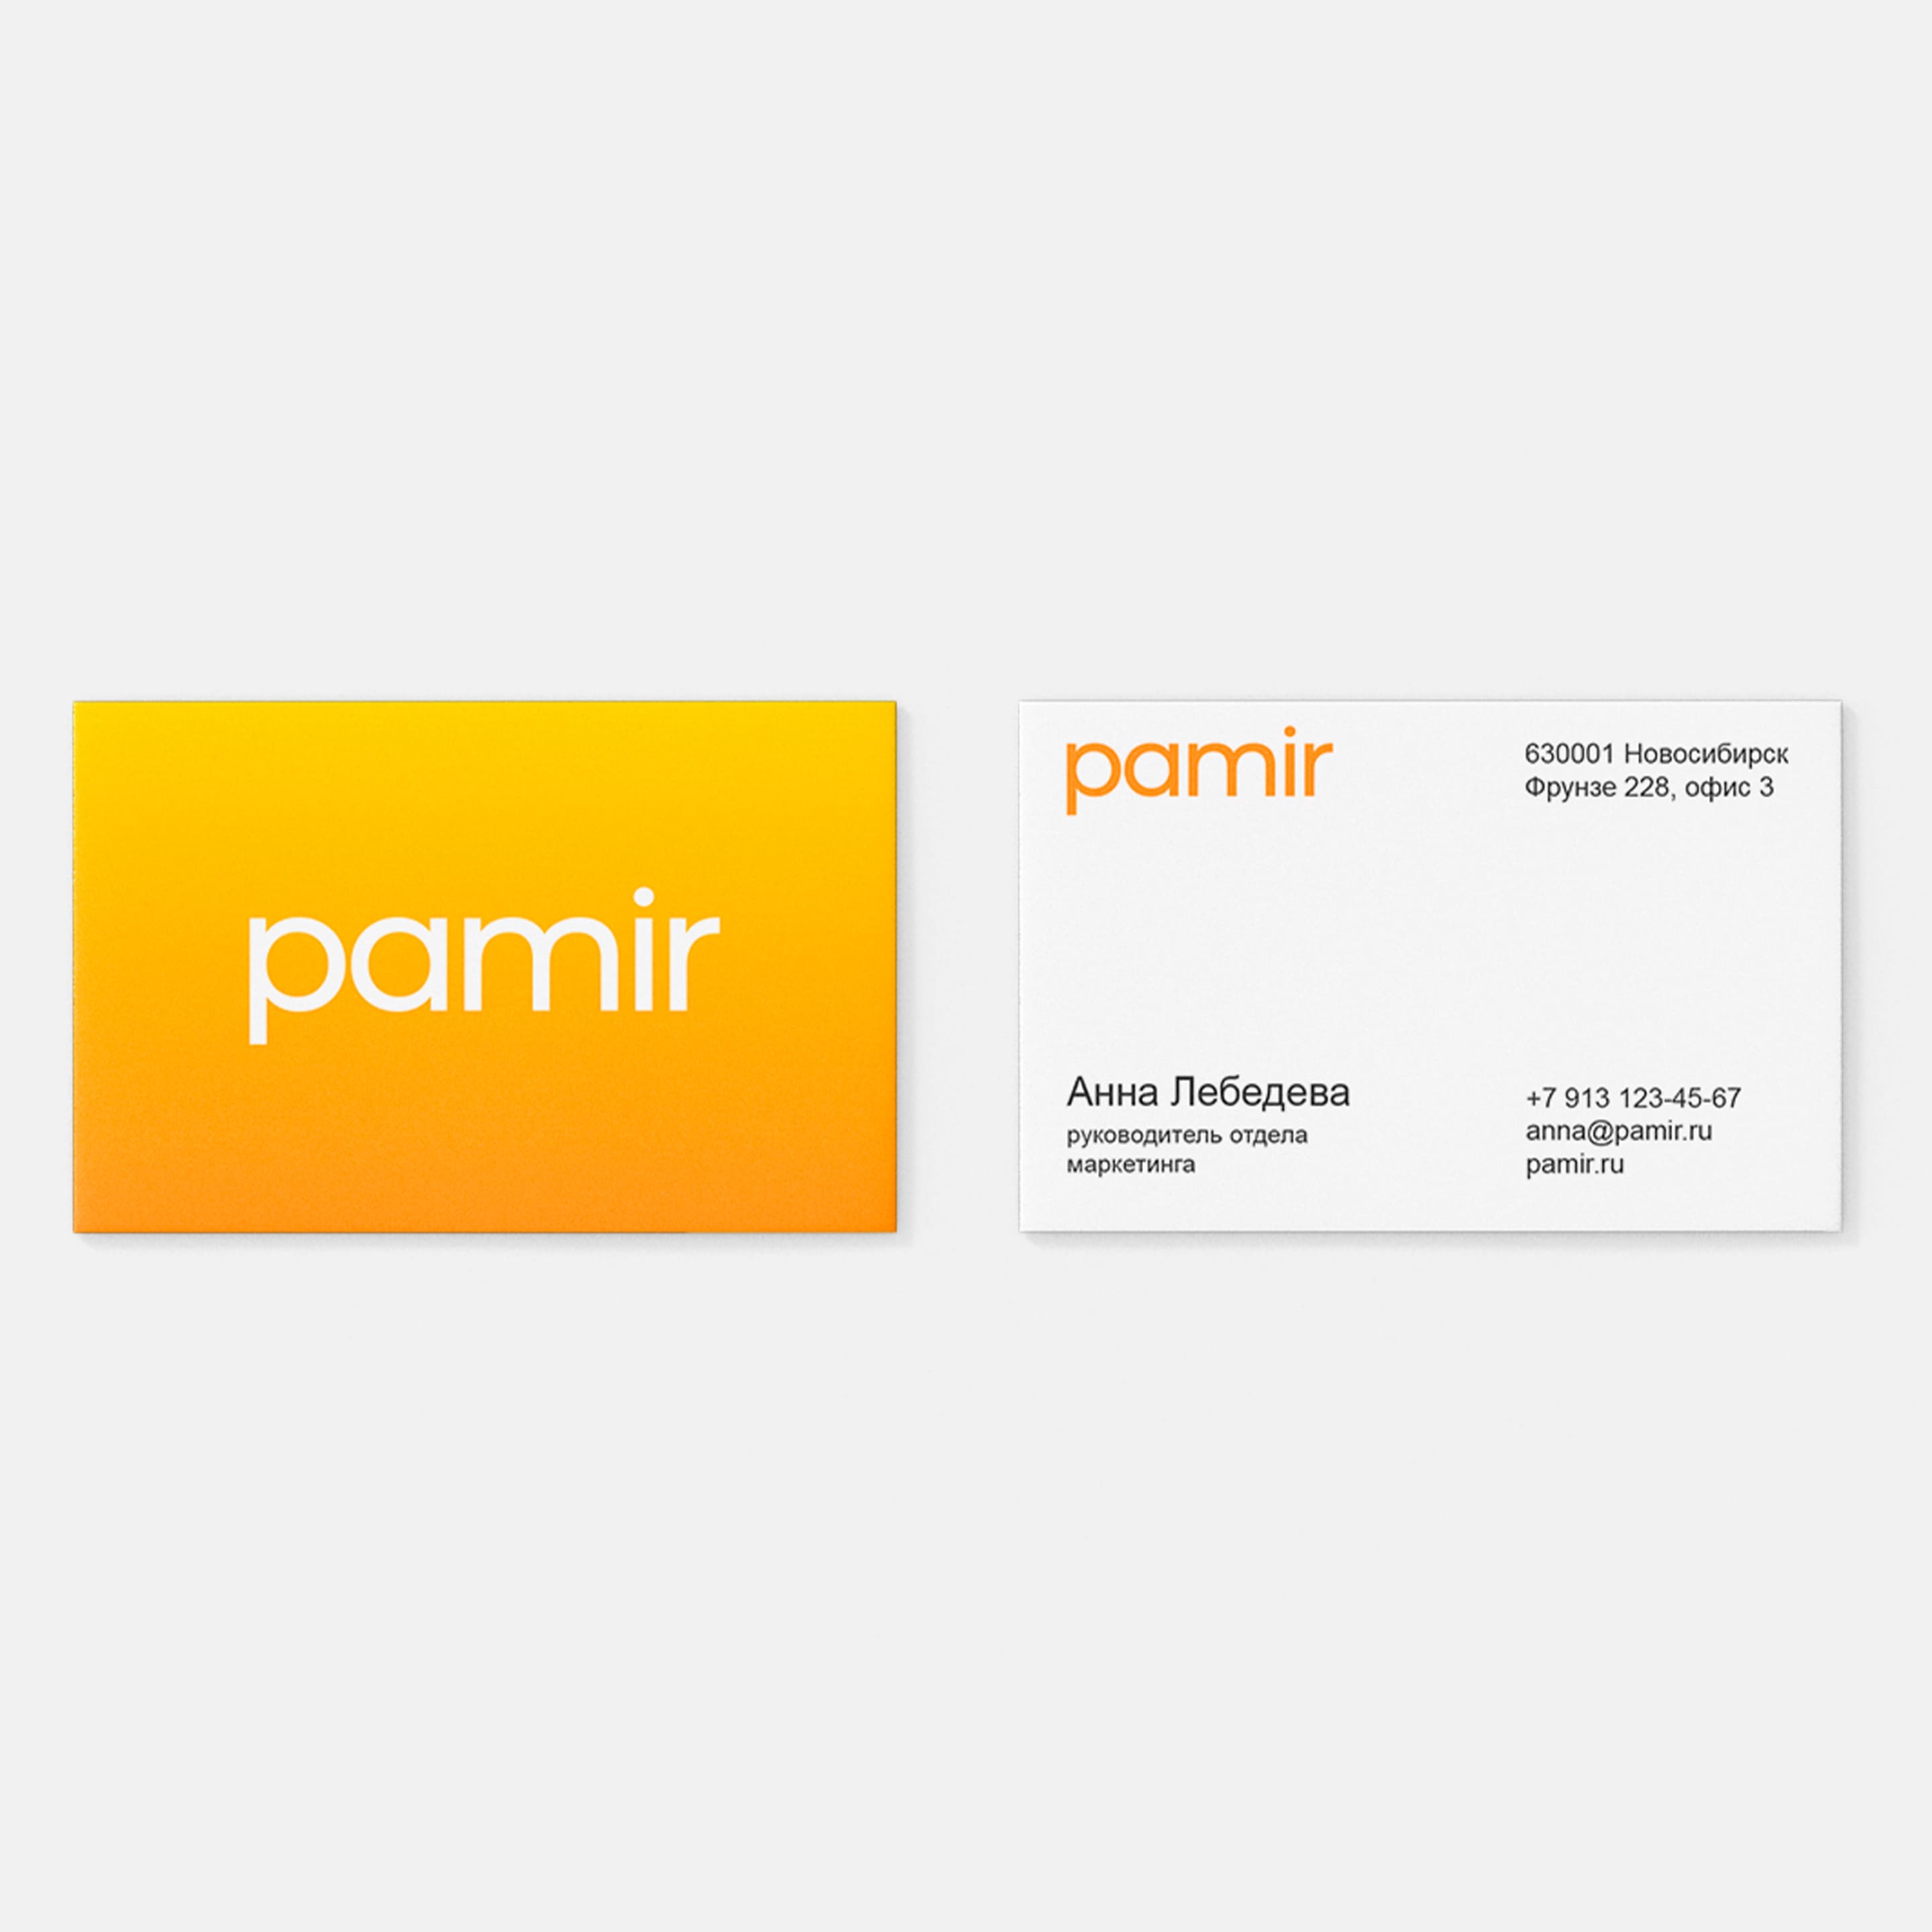 pamir
pamir
630001 Новосибирск
Фрунзе 228, офис 3
Анна Лебедева
руководитель отдела
маркетинга
+7 913 123-45-67
anna@pamir.ru
pamir.ru